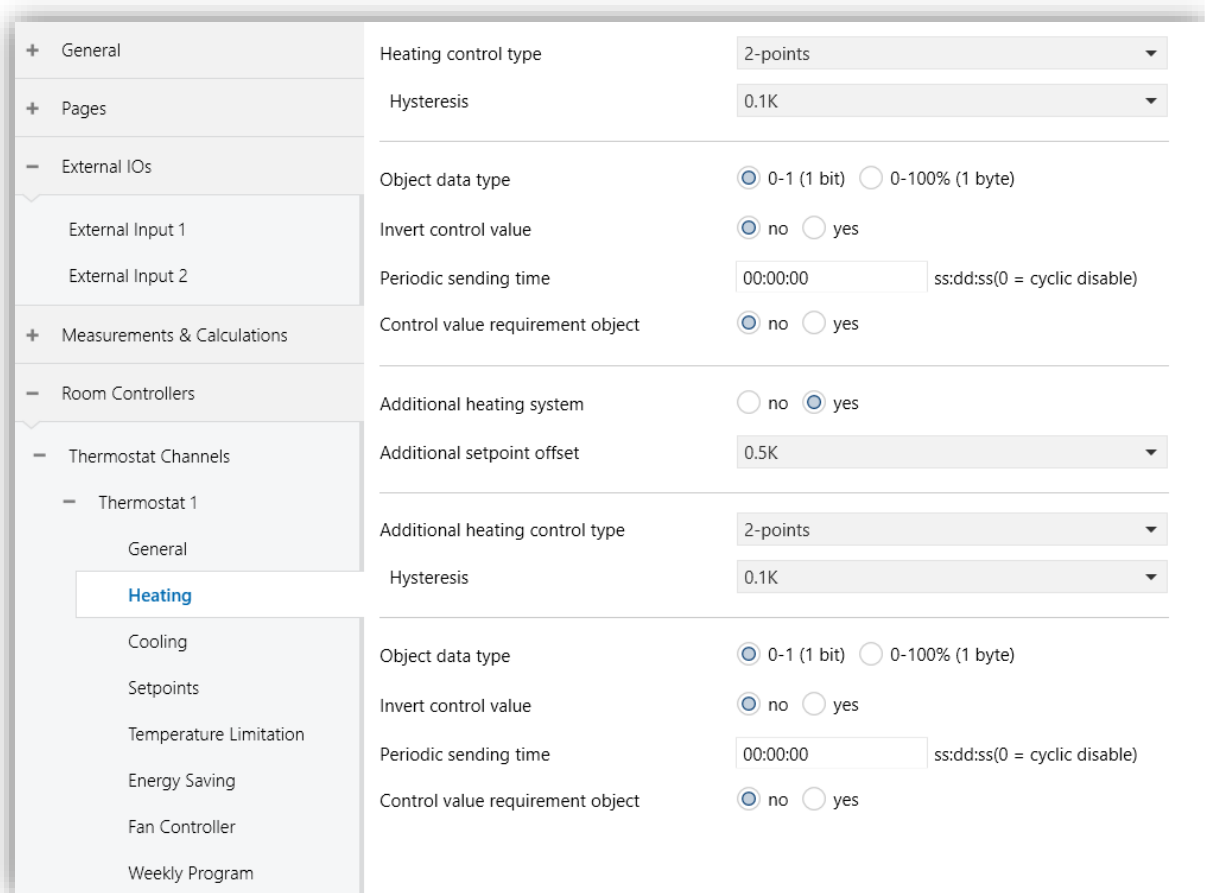 General
Pages
External IOs
External Input 1
External Input 2
Measurements & Calculations
Room Controllers
Thermostat Channels
Thermostat 1
General
Heating
Cooling
Setpoints
Temperature Limitation
Energy Saving
Fan Controller
Weekly Program
Heating control type 2-points
Hysteresis 0.1K
Object data type 0-1 (1 bit) 0-100% (1 byte)
Invert control value no yes
Periodic sending time 00:00:00 ss:dd:ss(0 = cyclic disable)
Control value requirement object no yes
Additional heating system no yes
Additional setpoint offset 0.5K
Additional heating control type 2-points
Hysteresis 0.1K
Object data type 0-1 (1 bit) 0-100% (1 byte)
Invert control value no yes
Periodic sending time 00:00:00 ss:dd:ss(0 = cyclic disable)
Control value requirement object no yes